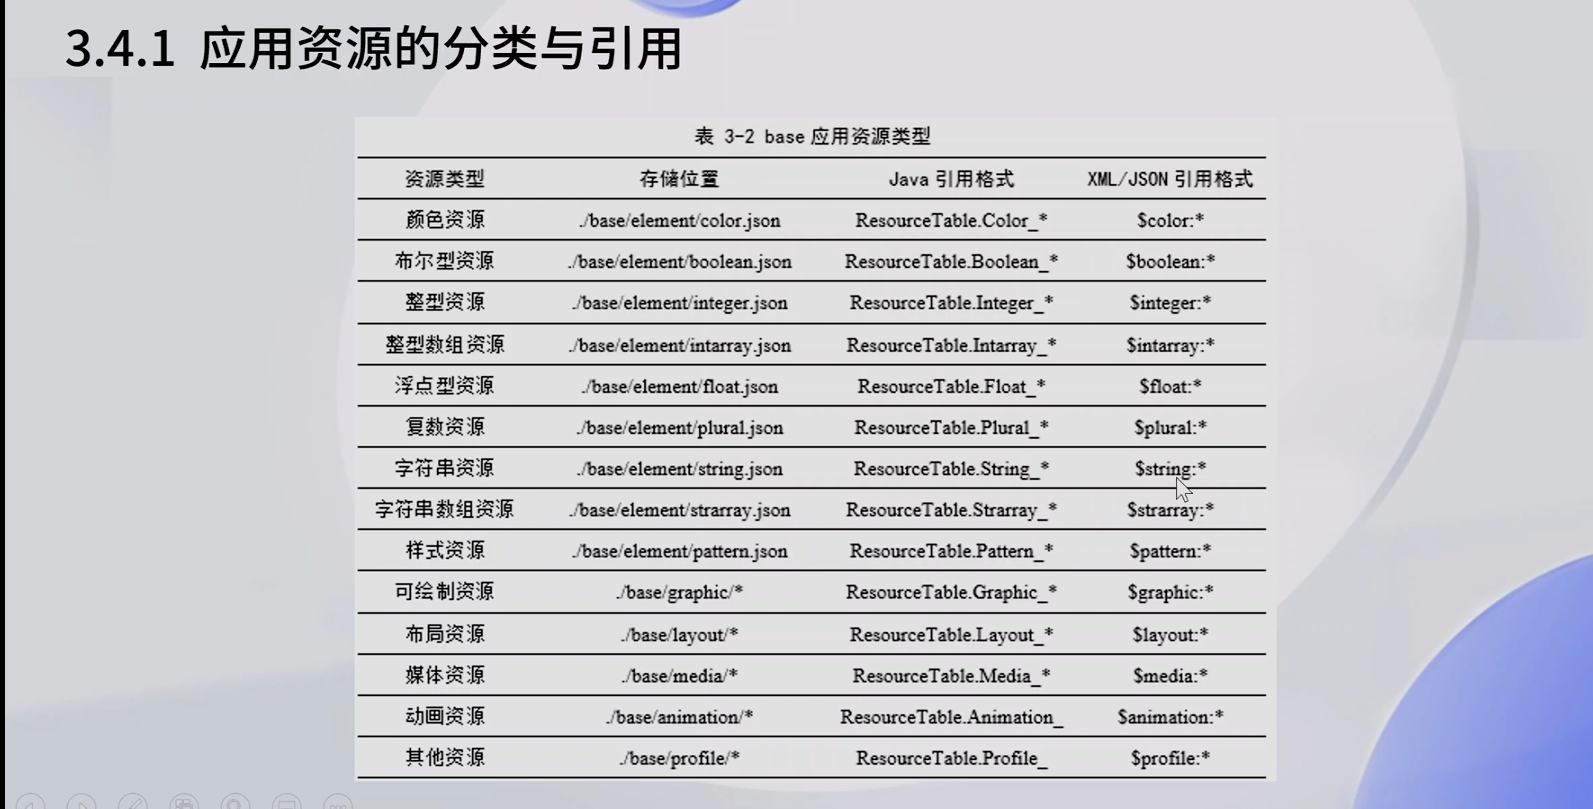 3.4.1 应用资源的分类与引用
表 3-2 base 应用资源类型
资源类型 存储位置 Java 引用格式 XML/JSON 引用格式
颜色资源 ./base/element/color.json ResourceTable.Color_* $color:*
布尔型资源 ./base/element/boolean.json ResourceTable.Boolean_* $boolean:*
整型资源 ./base/element/integer.json ResourceTable.Integer_* $integer:*
整型数组资源 ./base/element/intarray.json ResourceTable.Intarray_* $intarray:*
浮点型资源 ./base/element/float.json ResourceTable.Float_* $float:*
复数资源 ./base/element/plural.json ResourceTable.Plural_* $plural:*
字符串资源 ./base/element/string.json ResourceTable.String_* $string:*
字符串数组资源 ./base/element/strarray.json ResourceTable.Strarray_* $strarray:*
样式资源 ./base/element/pattern.json ResourceTable.Pattern_* $pattern:*
可绘制资源 ./base/graphic/* ResourceTable.Graphic_* $graphic:*
布局资源 ./base/layout/* ResourceTable.Layout_* $layout:*
媒体资源 ./base/media/* ResourceTable.Media_* $media:*
动画资源 ./base/animation/* ResourceTable.Animation_ $animation:*
其他资源 ./base/profile/* ResourceTable.Profile_ $profile:*